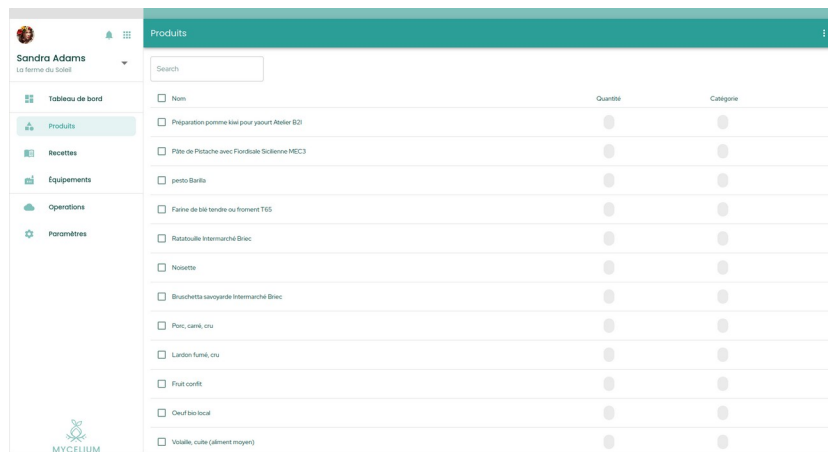 Sandra Adams
La ferme du Soleil
Tableau de bord
Produits
Recettes
Équipements
Operations
Paramètres
MYCELIUM
Produits
Search
Nom Quantité Catégorie
Préparation pomme kiwi pour yaourt Atelier B2I
Pâte de Pistache avec Fiordisale Sicilienne MEC3
pesto Barilla
Farine de blé tendre ou froment T65
Ratatouille Intermarché Briec
Noisette
Bruschetta savoyarde Intermarché Briec
Porc, carré, cru
Lardon fumé, cru
Fruit confit
Oeuf bio local
Volaille, cuite (aliment moyen)